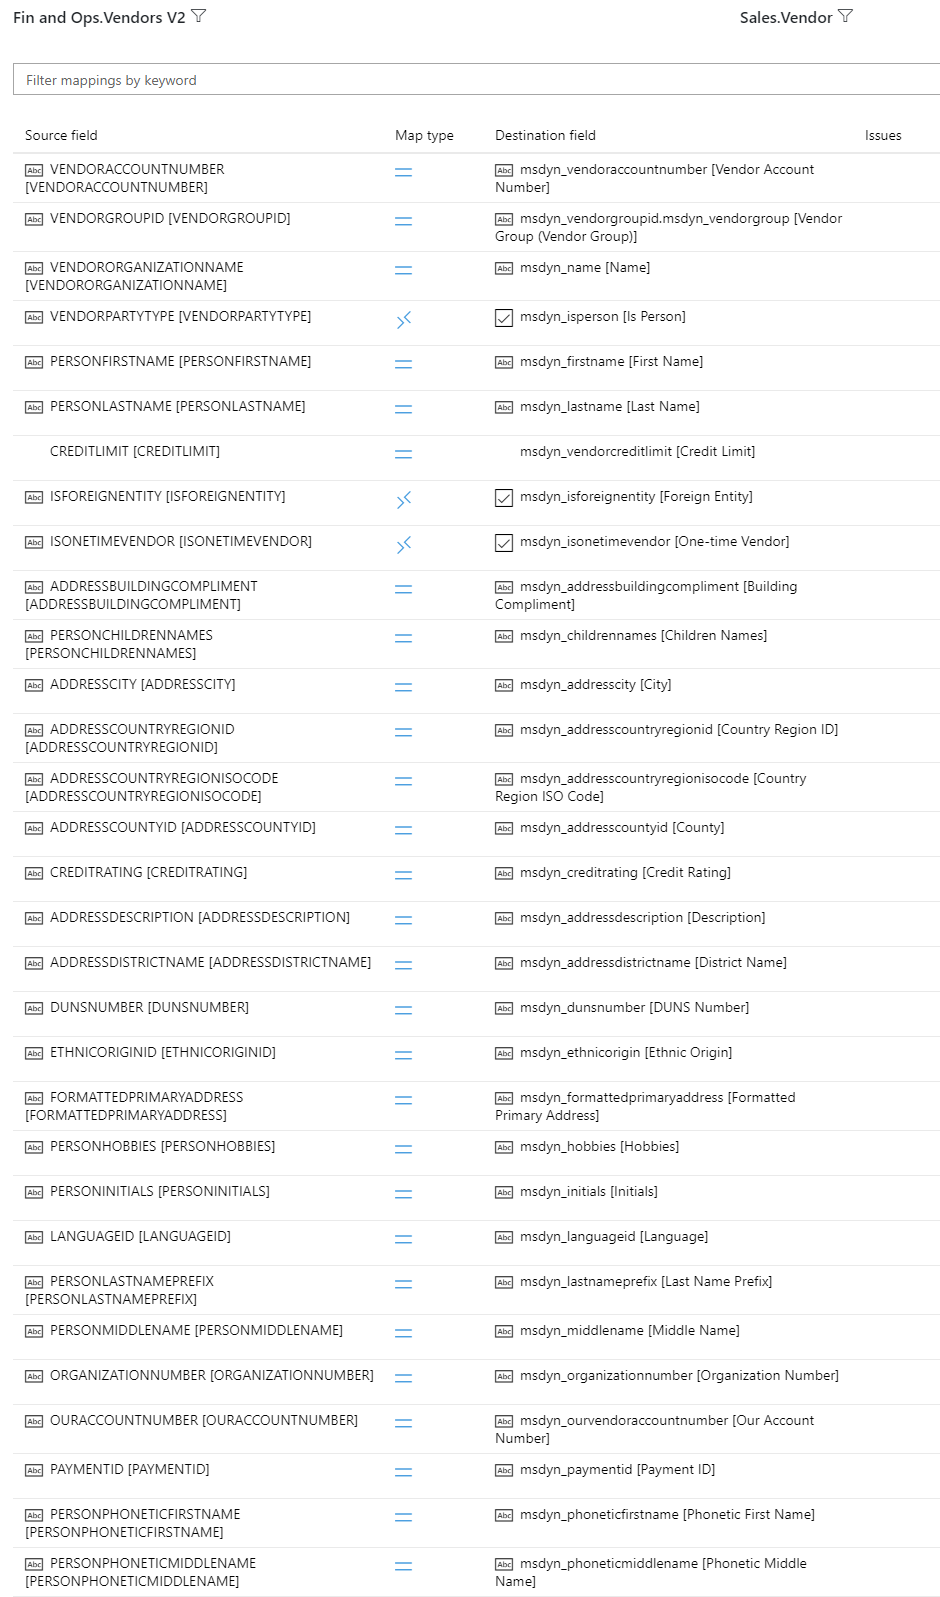 Fin and Ops.Vendors V2 Sales.Vendor
Filter mappings by keyword
Source field Map type Destination field Issues
Abc VENDORACCOUNTNUMBER Abc msdyn_vendoraccountnumber [Vendor Account
[VENDORACCOUNTNUMBER] Number]
Abc VENDORGROUPID [VENDORGROUPID] Abc msdyn_vendorgroupid.msdyn_vendorgroup [Vendor
Group (Vendor Group)]
Abc VENDORORGANIZATIONNAME Abc msdyn_name [Name]
[VENDORORGANIZATIONNAME]
Abc VENDORPARTYTYPE [VENDORPARTYTYPE] msdyn_isperson [Is Person]
Abc PERSONFIRSTNAME [PERSONFIRSTNAME] Abc msdyn_firstname [First Name]
Abc PERSONLASTNAME [PERSONLASTNAME] Abc msdyn_lastname [Last Name]
CREDITLIMIT [CREDITLIMIT] msdyn_vendorcreditlimit [Credit Limit]
Abc ISFOREIGNENTITY [ISFOREIGNENTITY] msdyn_isforeignentity [Foreign Entity]
Abc ISONETIMEVENDOR [ISONETIMEVENDOR] msdyn_isonetimevendor [One-time Vendor]
Abc ADDRESSBUILDINGCOMPLIMENT Abc msdyn_addressbuildingcompliment [Building
[ADDRESSBUILDINGCOMPLIMENT] Compliment]
Abc PERSONCHILDRENNAMES Abc msdyn_childrennames [Children Names]
[PERSONCHILDRENNAMES]
Abc ADDRESSCITY [ADDRESSCITY] Abc msdyn_addresscity [City]
Abc ADDRESSCOUNTRYREGIONID Abc msdyn_addresscountryregionid [Country Region ID]
[ADDRESSCOUNTRYREGIONID]
Abc ADDRESSCOUNTRYREGIONISOCODE Abc msdyn_addresscountryregionisocode [Country
[ADDRESSCOUNTRYREGIONISOCODE] Region ISO Code]
Abc ADDRESSCOUNTYID [ADDRESSCOUNTYID] Abc msdyn_addresscountyid [County]
Abc CREDITRATING [CREDITRATING] Abc msdyn_creditrating [Credit Rating]
Abc ADDRESSDESCRIPTION [ADDRESSDESCRIPTION] Abc msdyn_addressdescription [Description]
Abc ADDRESSDISTRICTNAME [ADDRESSDISTRICTNAME] Abc msdyn_addressdistrictname [District Name]
Abc DUNSNUMBER [DUNSNUMBER] Abc msdyn_dunsnumber [DUNS Number]
Abc ETHNICORIGINID [ETHNICORIGINID] Abc msdyn_ethnicorigin [Ethnic Origin]
Abc FORMATTEDPRIMARYADDRESS Abc msdyn_formattedprimaryaddress [Formatted
[FORMATTEDPRIMARYADDRESS] Primary Address]
Abc PERSONHOBBIES [PERSONHOBBIES] Abc msdyn_hobbies [Hobbies]
Abc PERSONINITIALS [PERSONINITIALS] Abc msdyn_initials [Initials]
Abc LANGUAGEID [LANGUAGEID] Abc msdyn_languageid [Language]
Abc PERSONLASTNAMEPREFIX Abc msdyn_lastnameprefix [Last Name Prefix]
[PERSONLASTNAMEPREFIX]
Abc PERSONMIDDLENAME [PERSONMIDDLENAME] Abc msdyn_middlename [Middle Name]
Abc ORGANIZATIONNUMBER [ORGANIZATIONNUMBER] Abc msdyn_organizationnumber [Organization Number]
Abc OURACCOUNTNUMBER [OURACCOUNTNUMBER] Abc msdyn_ourvendoraccountnumber [Our Account
Number]
Abc PAYMENTID [PAYMENTID] Abc msdyn_paymentid [Payment ID]
Abc PERSONPHONETICFIRSTNAME Abc msdyn_phoneticfirstname [Phonetic First Name]
[PERSONPHONETICFIRSTNAME]
Abc PERSONPHONETICMIDDLENAME Abc msdyn_phoneticmiddlename [Phonetic Middle
[PERSONPHONETICMIDDLENAME] Name]